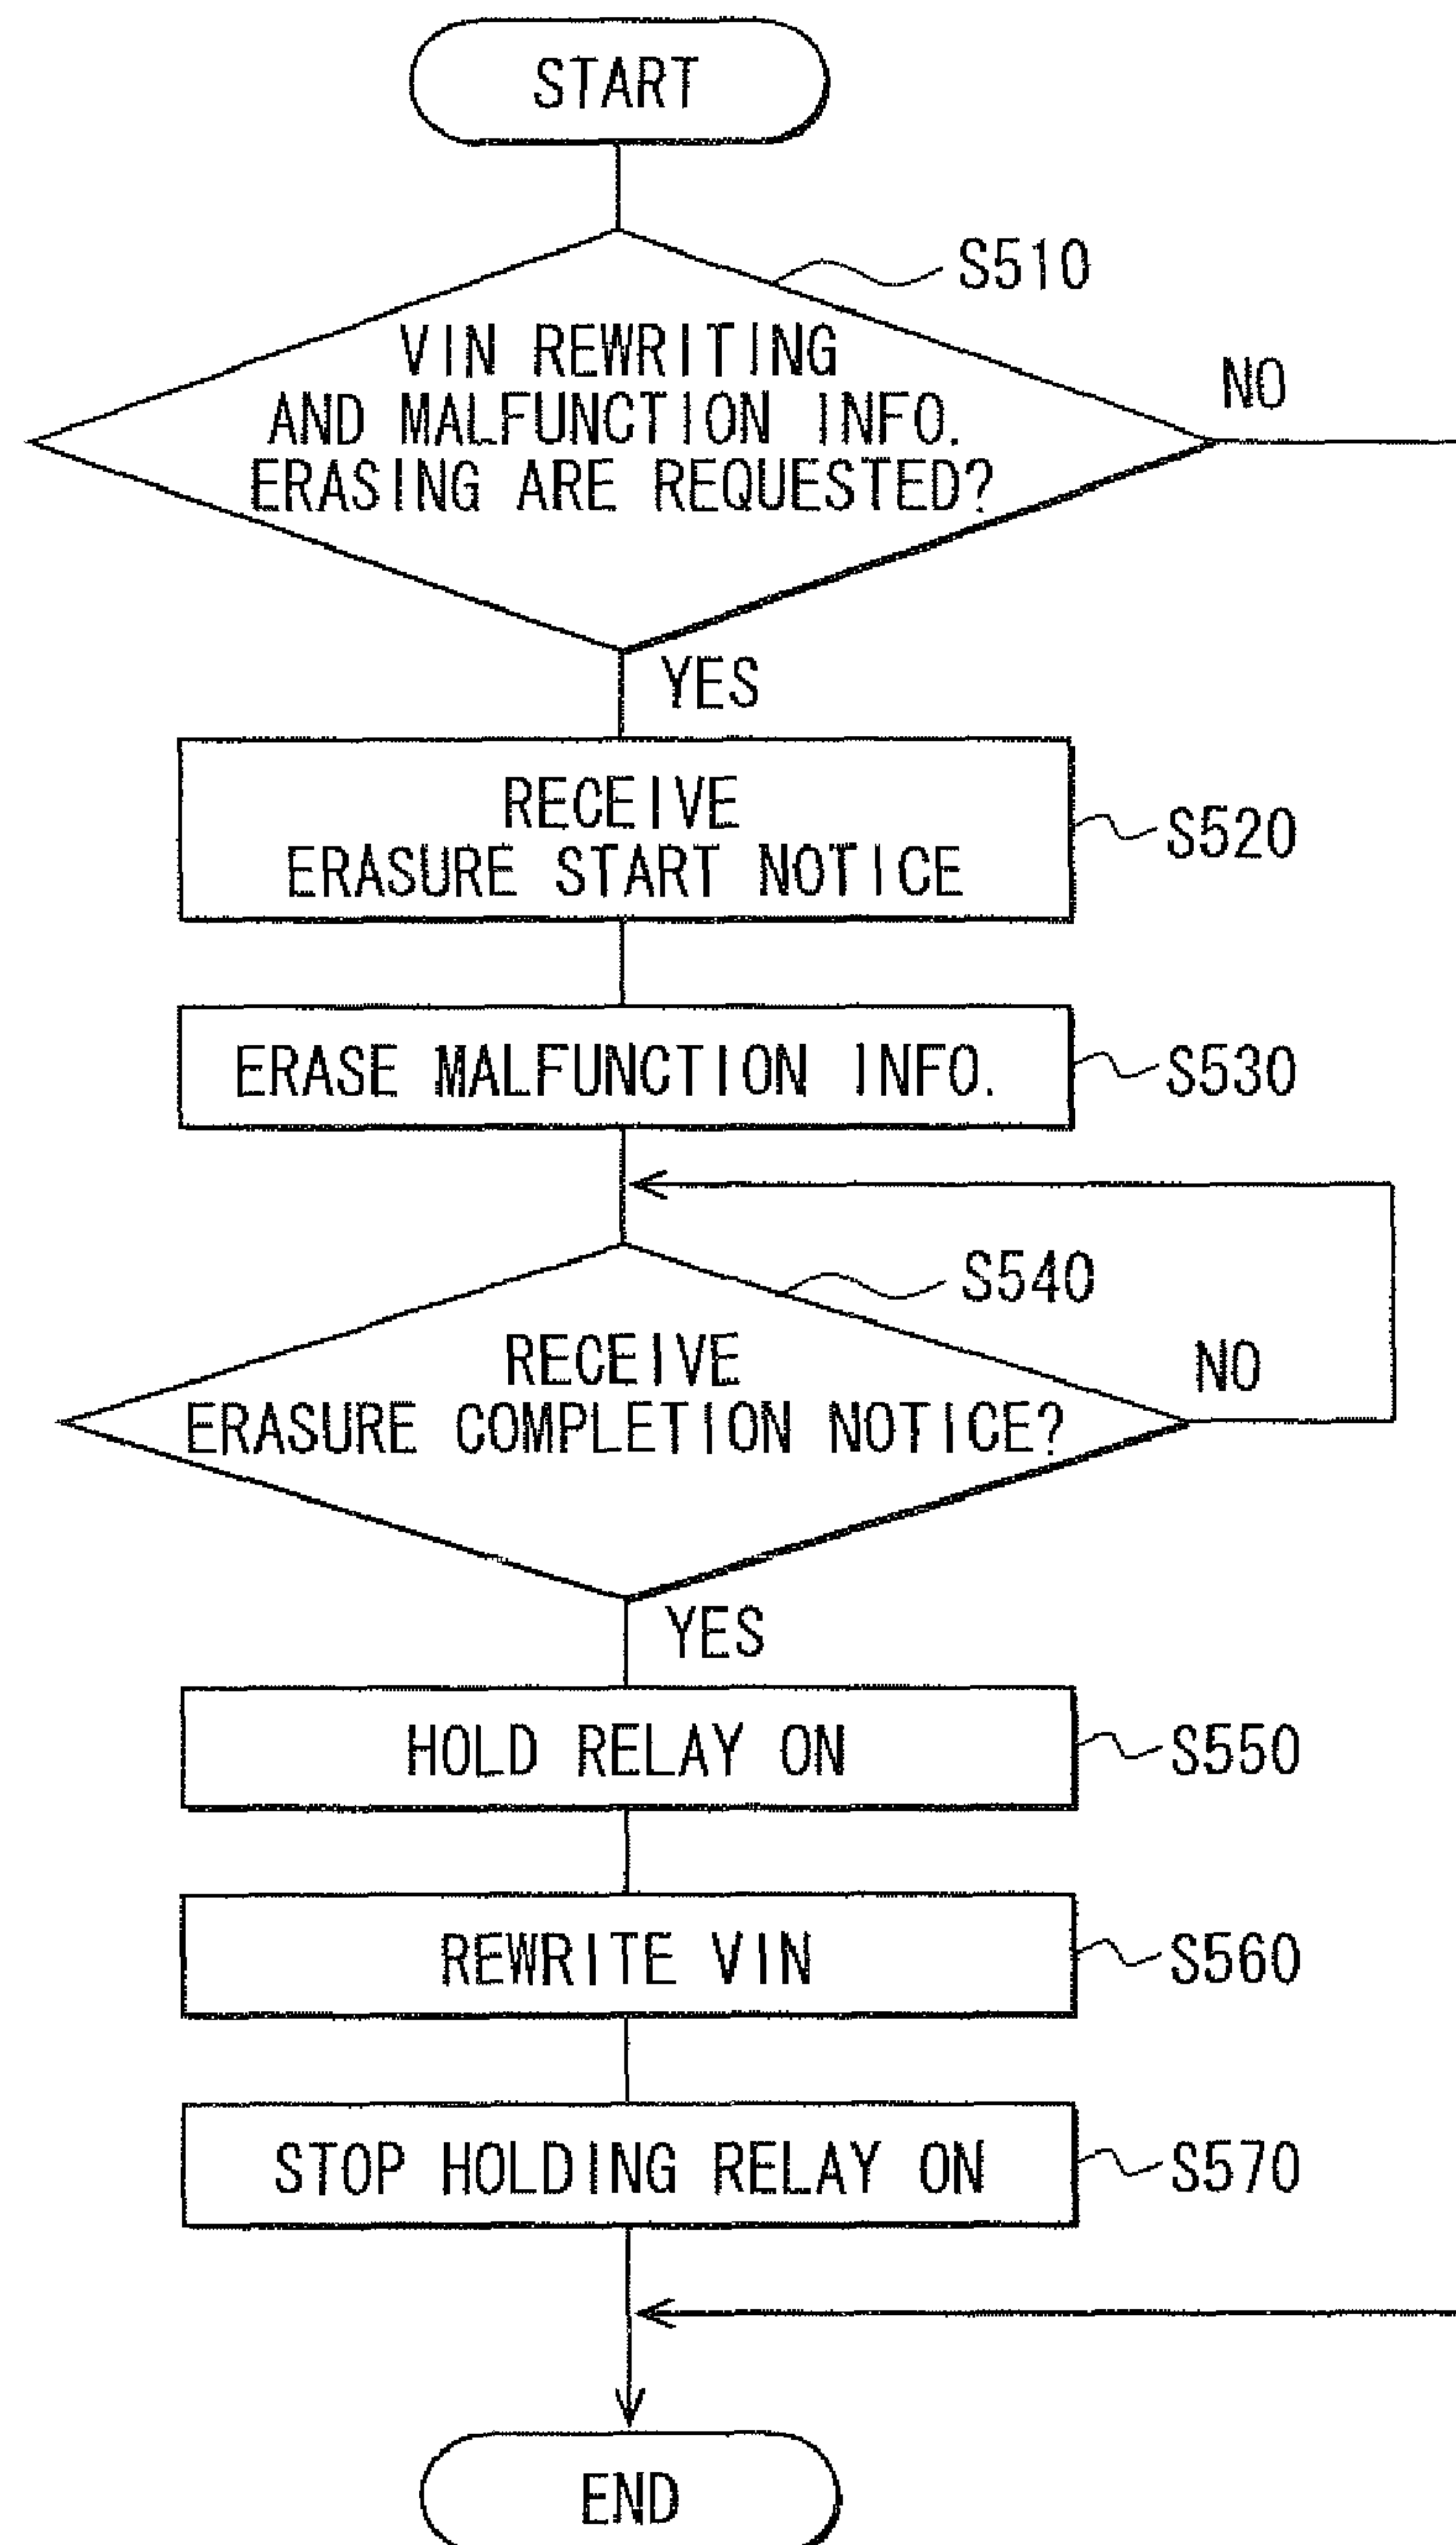 START
S510
VIN REWRITING
AND MALFUNCTION INFO.
ERASING ARE REQUESTED?
NO
YES
RECEIVE
ERASURE START NOTICE
S520
ERASE MALFUNCTION INFO.
S530
S540
RECEIVE
ERASURE COMPLETION NOTICE?
NO
YES
HOLD RELAY ON
S550
REWRITE VIN
S560
STOP HOLDING RELAY ON
S570
END